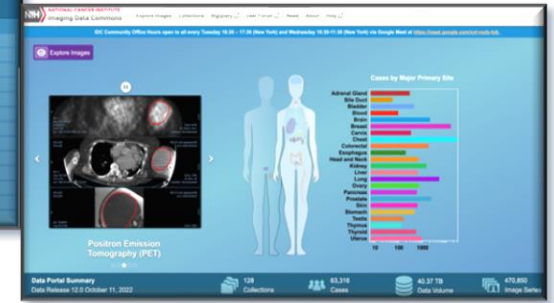 NIH NATIONAL CANCER INSTITUTE
Imaging Data Commons
Explore Images Collections About
IDC Community Office Hours open to all every Tuesday 16:30 – 17:30 (New York) and Wednesday 10:30-11:30 (New York) via Google Meet at
Explore Images
Cases by Major Primary Site
Adrenal Gland
Bile Duct
Bladder
Blood
Brain
Breast
Cervix
Chest
Colorectal
Esophagus
Head and Neck
Kidney
Liver
Lung
Ovary
Pancreas
Prostate
Skin
Stomach
Testis
Thymus
Thyroid
Uterus
10 100 1000
Positron Emission
Tomography (PET)
Data Portal Summary
Data Release 12.0 October 11, 2022
128
Collections
63,318
Cases
40.37 TB
Data Volume
470,850
Image Series